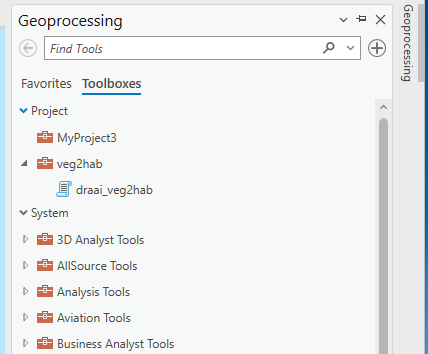 Geoprocessing
Find Tools
Favorites Toolboxes
Project
MyProject3
veg2hab
draai_veg2hab
System
3D Analyst Tools
AllSource Tools
Analysis Tools
Aviation Tools
Business Analyst Tools
Geoprocessing